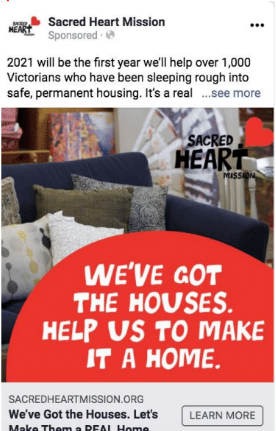 SACRED
HEART
MISSION
Sacred Heart Mission
Sponsored ·
2021 will be the first year we'll help over 1,000
Victorians who have been sleeping rough into
safe, permanent housing. It's a real ...see more
SACRED
HEART
MISSION
WE'VE GOT
THE HOUSES.
HELP US TO MAKE
IT A HOME.
SACREDHEARTMISSION.ORG
We've Got the Houses. Let's
Make Them a REAL Home
LEARN MORE